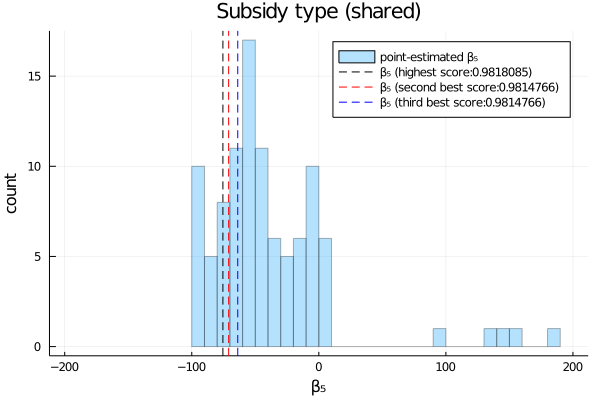 Subsidy type (shared)
point-estimated β₅
β₅ (highest score:0.9818085)
β₅ (second best score:0.9814766)
β₅ (third best score:0.9814766)
count
15
10
5
0
−200
−100
0
100
200
β₅